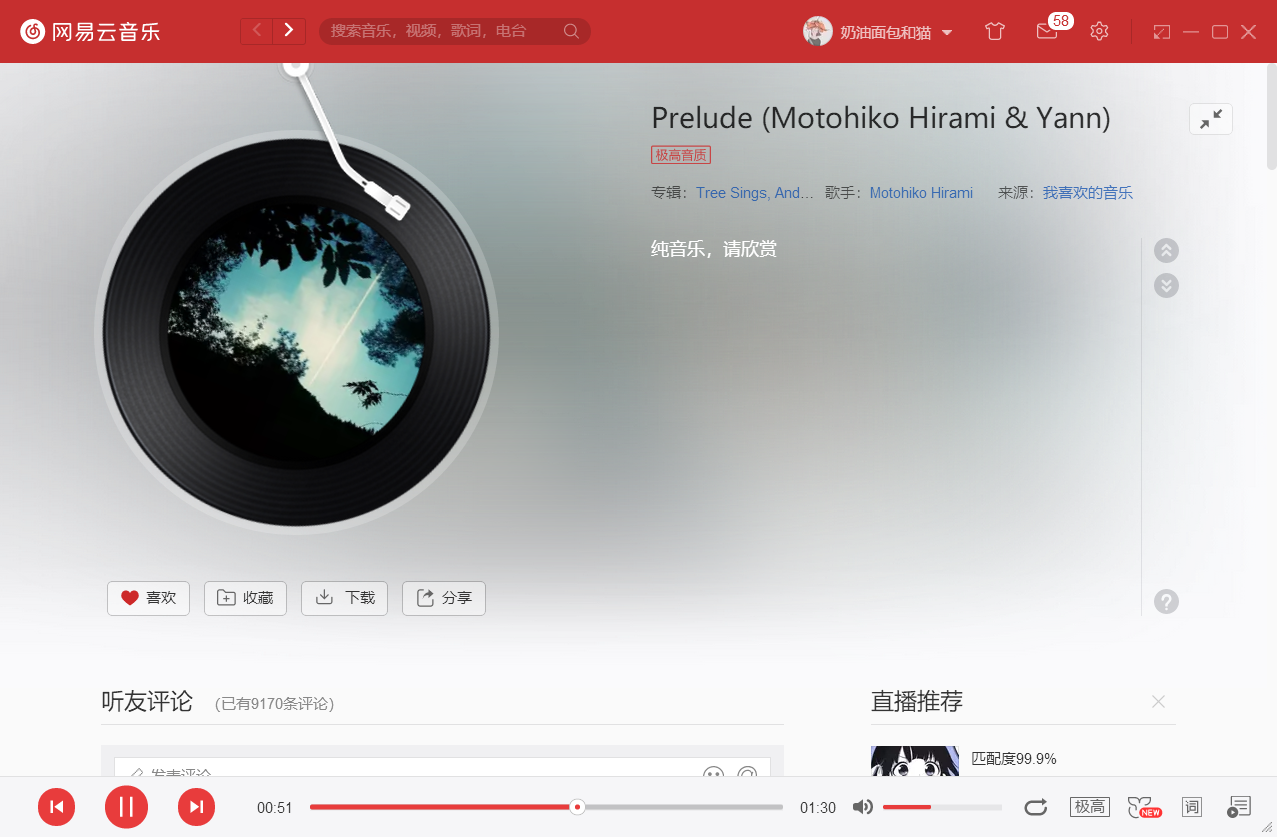 网易云音乐
搜索音乐，视频，歌词，电台
奶油面包和猫
58
Prelude (Motohiko Hirami & Yann)
极高音质
专辑：Tree Sings, And... 歌手：Motohiko Hirami 来源：我喜欢的音乐
纯音乐，请欣赏
喜欢 收藏 下载 分享
听友评论 (已有9170条评论)
直播推荐
发表评论
匹配度99.9%
00:51
01:30
极高
NEW
词